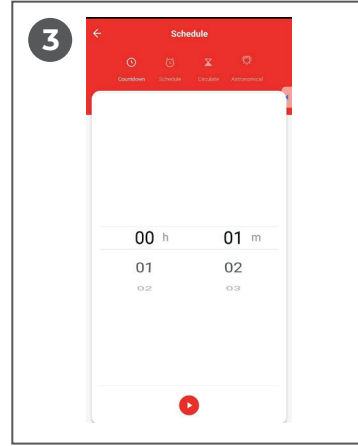 3
Schedule
Countdown Schedule Circulate Astronomical
00 h 01 m
01 02
02 03